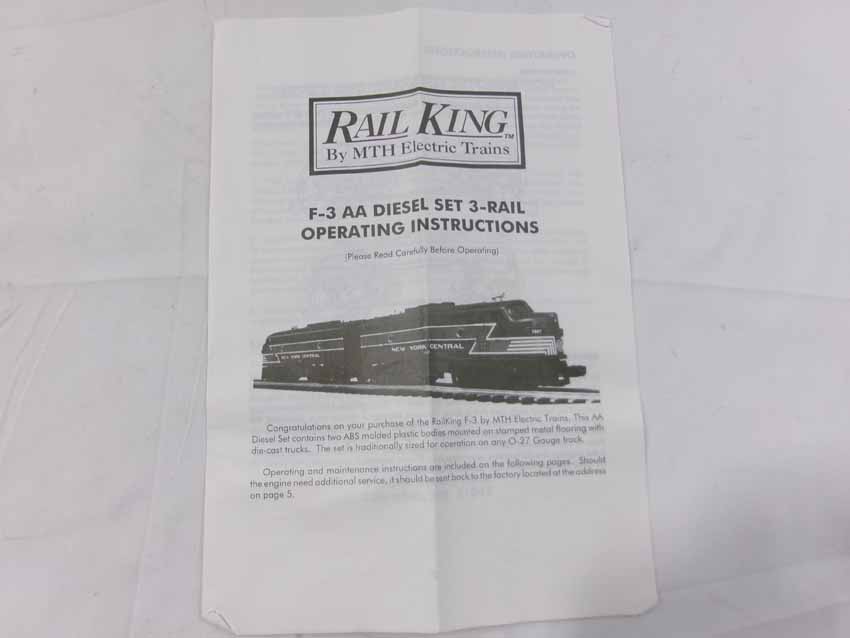 RAIL KING™
By MTH Electric Trains
F-3 AA DIESEL SET 3-RAIL
OPERATING INSTRUCTIONS
(Please Read Carefully Before Operating)
NEW YORK CENTRAL
NEW YORK CENTRAL
Congratulations on your purchase of the RailKing F-3 by MTH Electric Trains. This AA
Diesel Set contains two ABS molded plastic bodies mounted on stamped metal flooring with
die-cast trucks. The set is traditionally sized for operation on any O-27 Gauge track.
Operating and maintenance instructions are included on the following pages. Should
the engine need additional service, it should be sent back to the factory located at the address
on page 5.